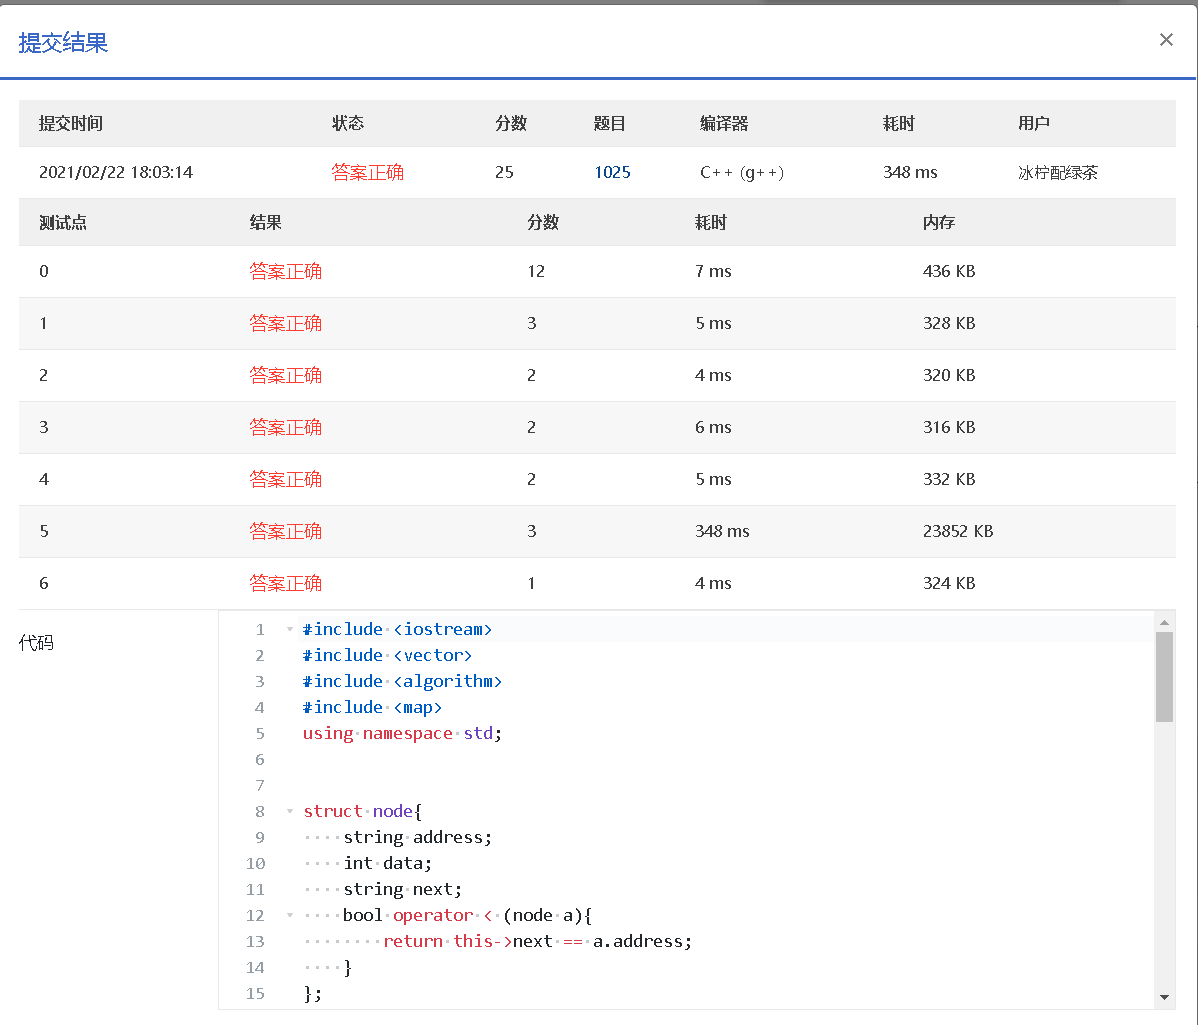 提交结果
×
提交时间 状态 分数 题目 编译器 耗时 用户
2021/02/22 18:03:14 答案正确 25 1025 C++ (g++) 348 ms 冰柠配绿茶
测试点 结果 分数 耗时 内存
0 答案正确 12 7 ms 436 KB
1 答案正确 3 5 ms 328 KB
2 答案正确 2 4 ms 320 KB
3 答案正确 2 6 ms 316 KB
4 答案正确 2 5 ms 332 KB
5 答案正确 3 348 ms 23852 KB
6 答案正确 1 4 ms 324 KB
代码
1 #include <iostream>
2 #include <vector>
3 #include <algorithm>
4 #include <map>
5 using namespace std;
6
7
8 struct node{
9 string address;
10 int data;
11 string next;
12 bool operator < (node a){
13 return this->next == a.address;
14 }
15 };